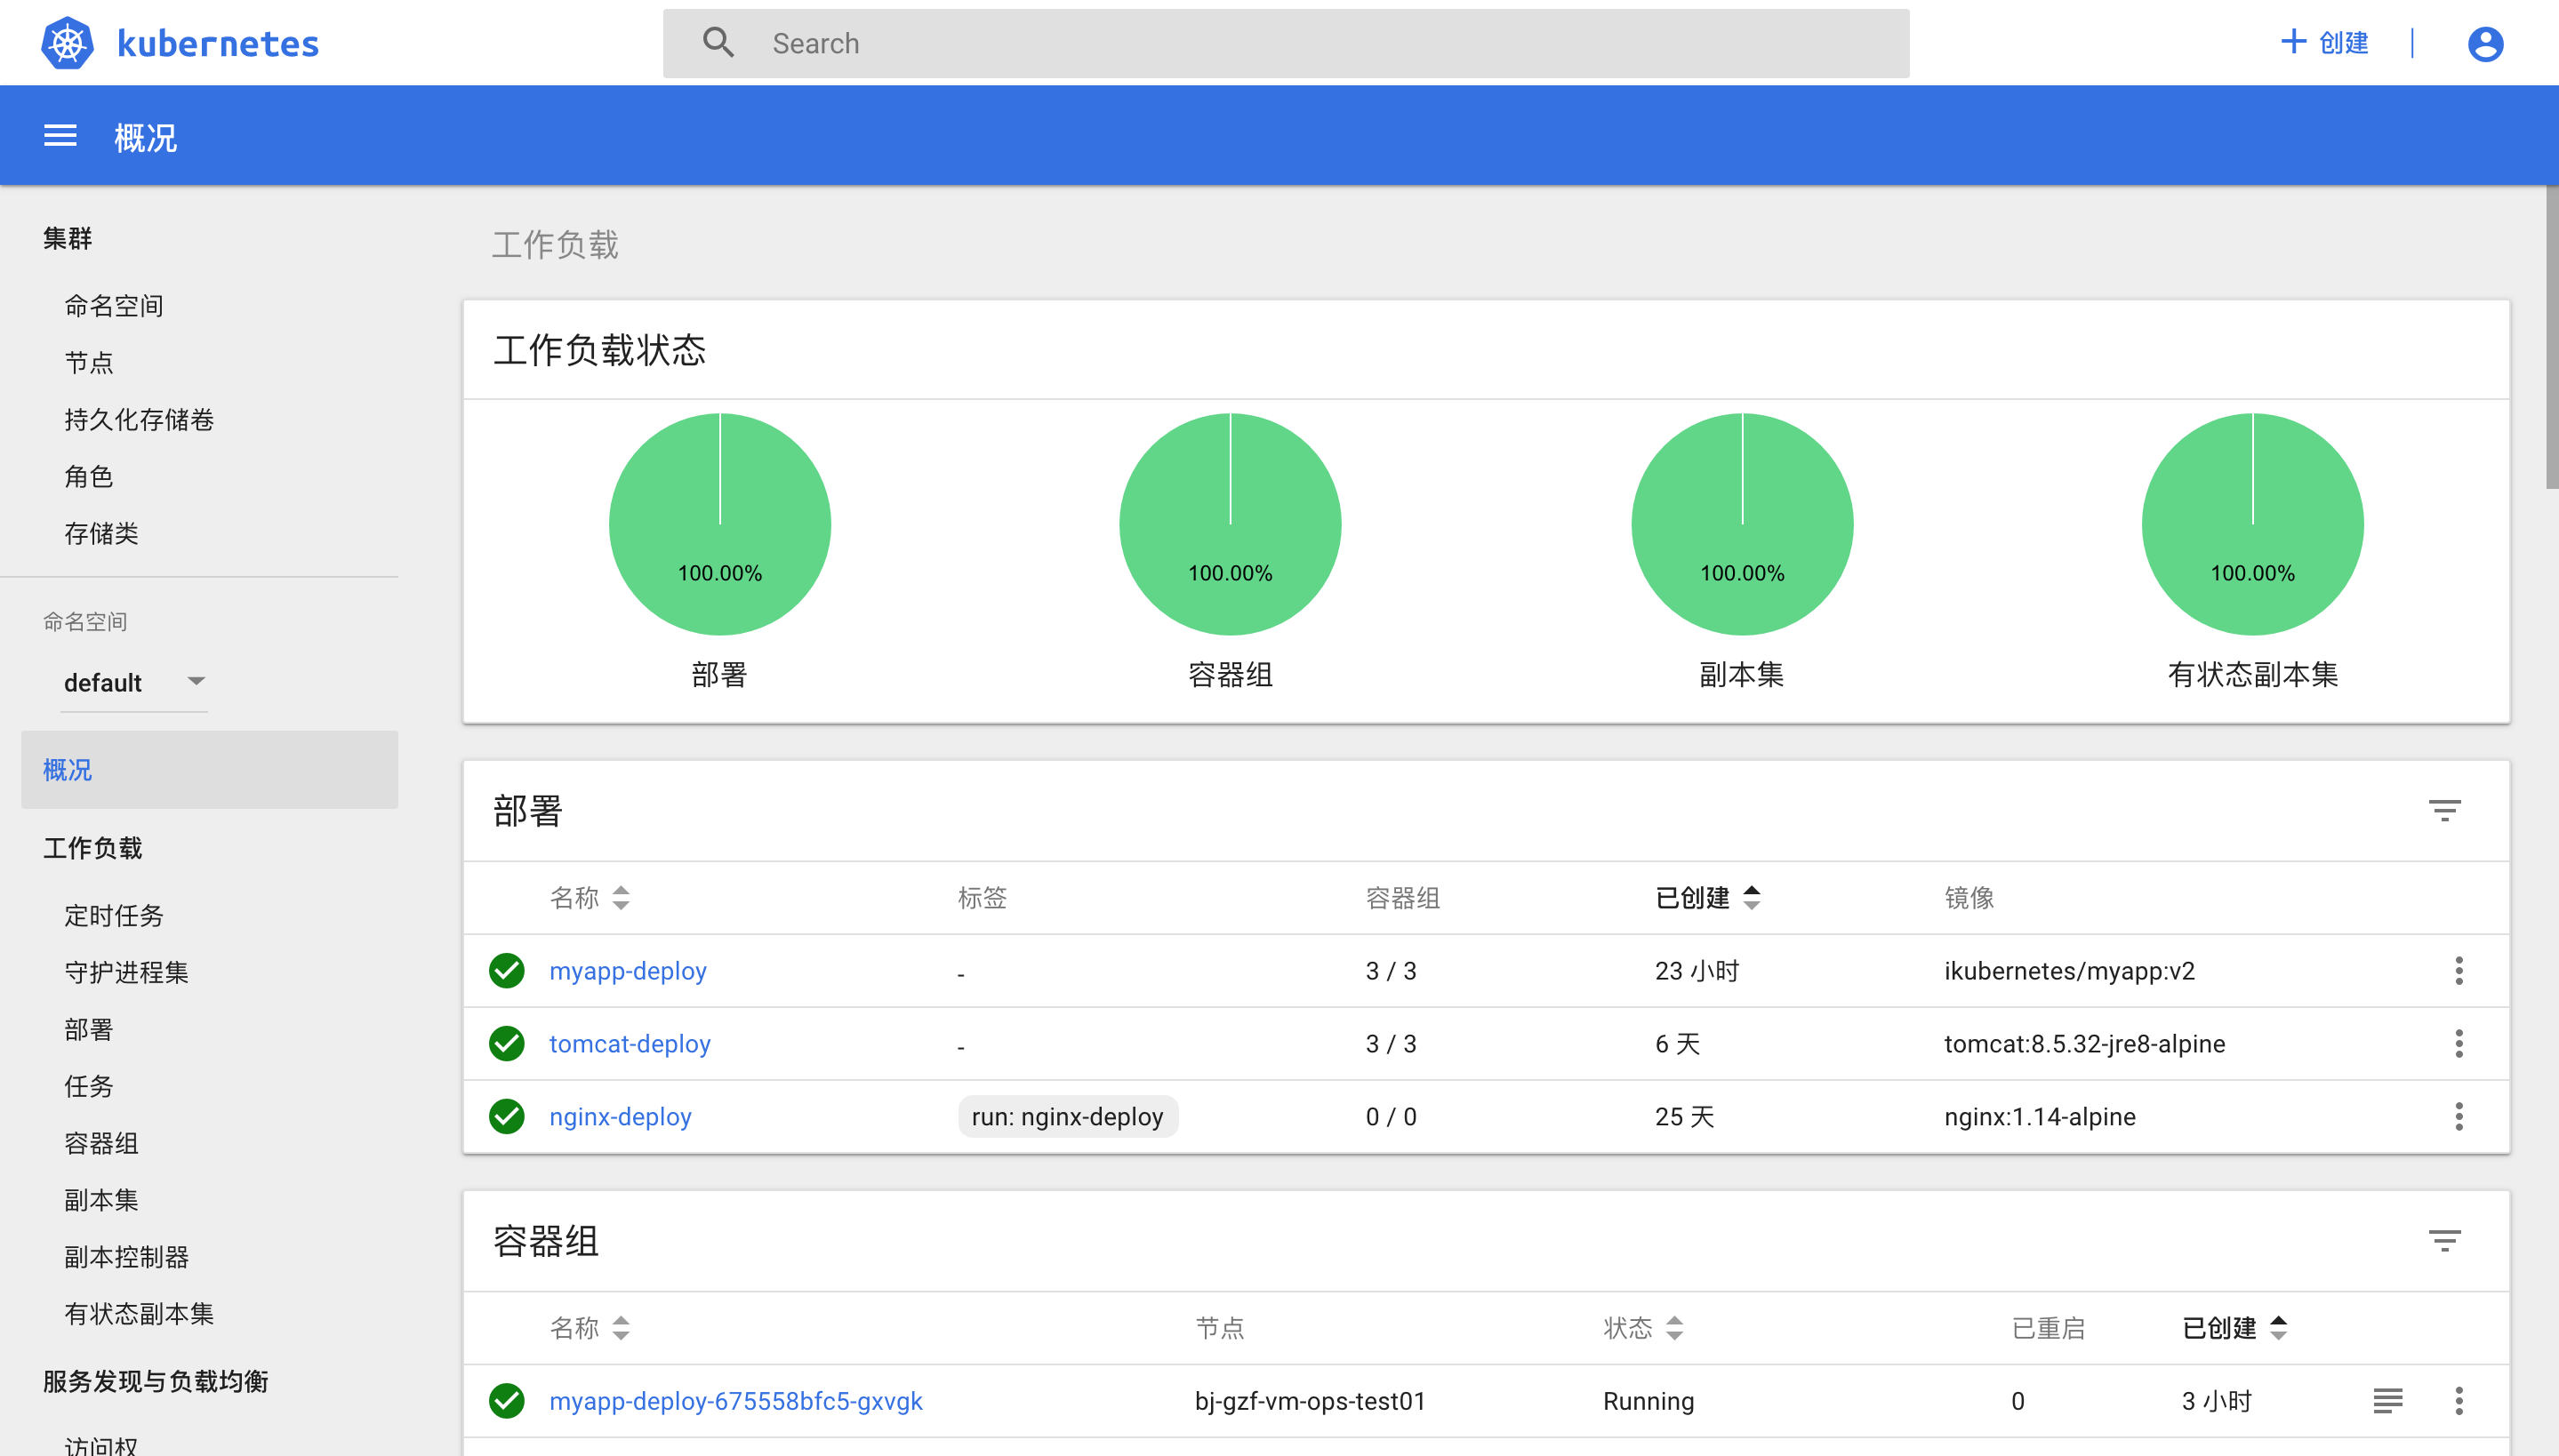 kubernetes
Search
创建
概况
集群
命名空间
节点
持久化存储卷
角色
存储类
命名空间
default
概况
工作负载
定时任务
守护进程集
部署
任务
容器组
副本集
副本控制器
有状态副本集
服务发现与负载均衡
访问权
工作负载
工作负载状态
100.00% 100.00% 100.00% 100.00%
部署 容器组 副本集 有状态副本集
部署
名称 标签 容器组 已创建 镜像
myapp-deploy - 3 / 3 23 小时 ikubernetes/myapp:v2
tomcat-deploy - 3 / 3 6 天 tomcat:8.5.32-jre8-alpine
nginx-deploy run: nginx-deploy 0 / 0 25 天 nginx:1.14-alpine
容器组
名称 节点 状态 已重启 已创建
myapp-deploy-675558bfc5-gxvgk bj-gzf-vm-ops-test01 Running 0 3 小时